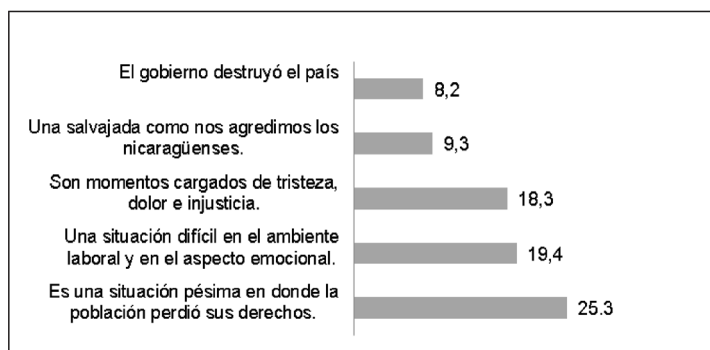 El gobierno destruyó el país
8,2
Una salvajada como nos agredimos los
nicaragüenses.
9,3
Son momentos cargados de tristeza,
dolor e injusticia.
18,3
Una situación difícil en el ambiente
laboral y en el aspecto emocional.
19,4
Es una situación pésima en donde la
población perdió sus derechos.
25.3